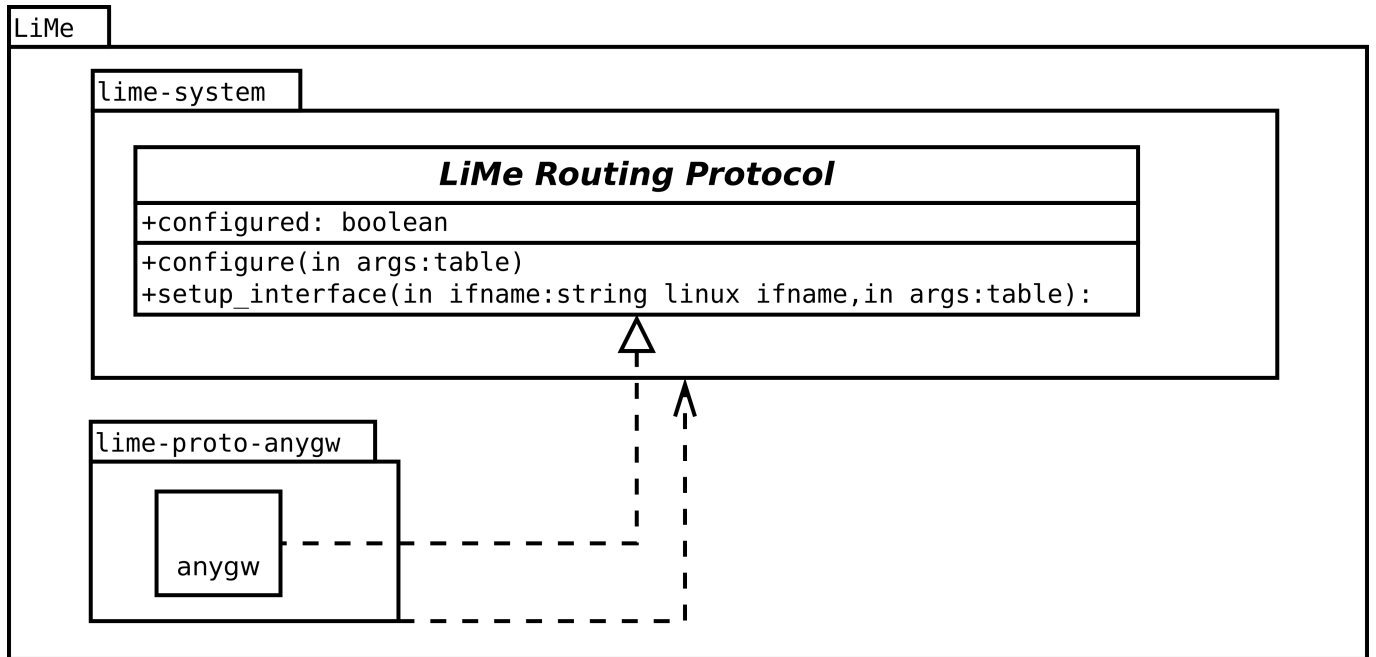 LiMe
lime-system
LiMe Routing Protocol
+configured: boolean
+configure(in args:table)
+setup_interface(in ifname:string linux ifname,in args:table):
lime-proto-anygw
anygw